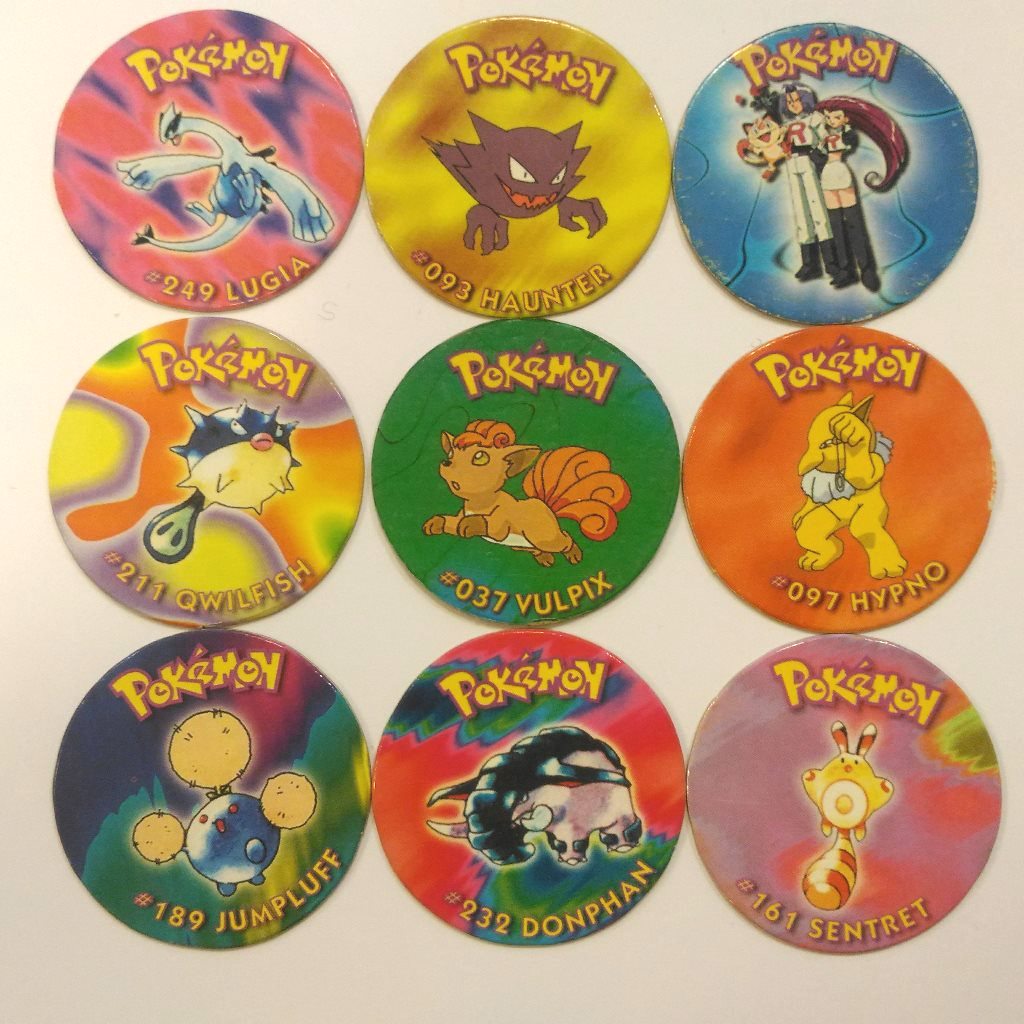 POKéMON
#249 LUGIA
POKéMON
#093 HAUNTER
POKéMON
R
POKéMON
#211 QWILFISH
POKéMON
#037 VULPIX
POKéMON
#097 HYPNO
POKéMON
#189 JUMPLUFF
POKéMON
#232 DONPHAN
POKéMON
#161 SENTRET